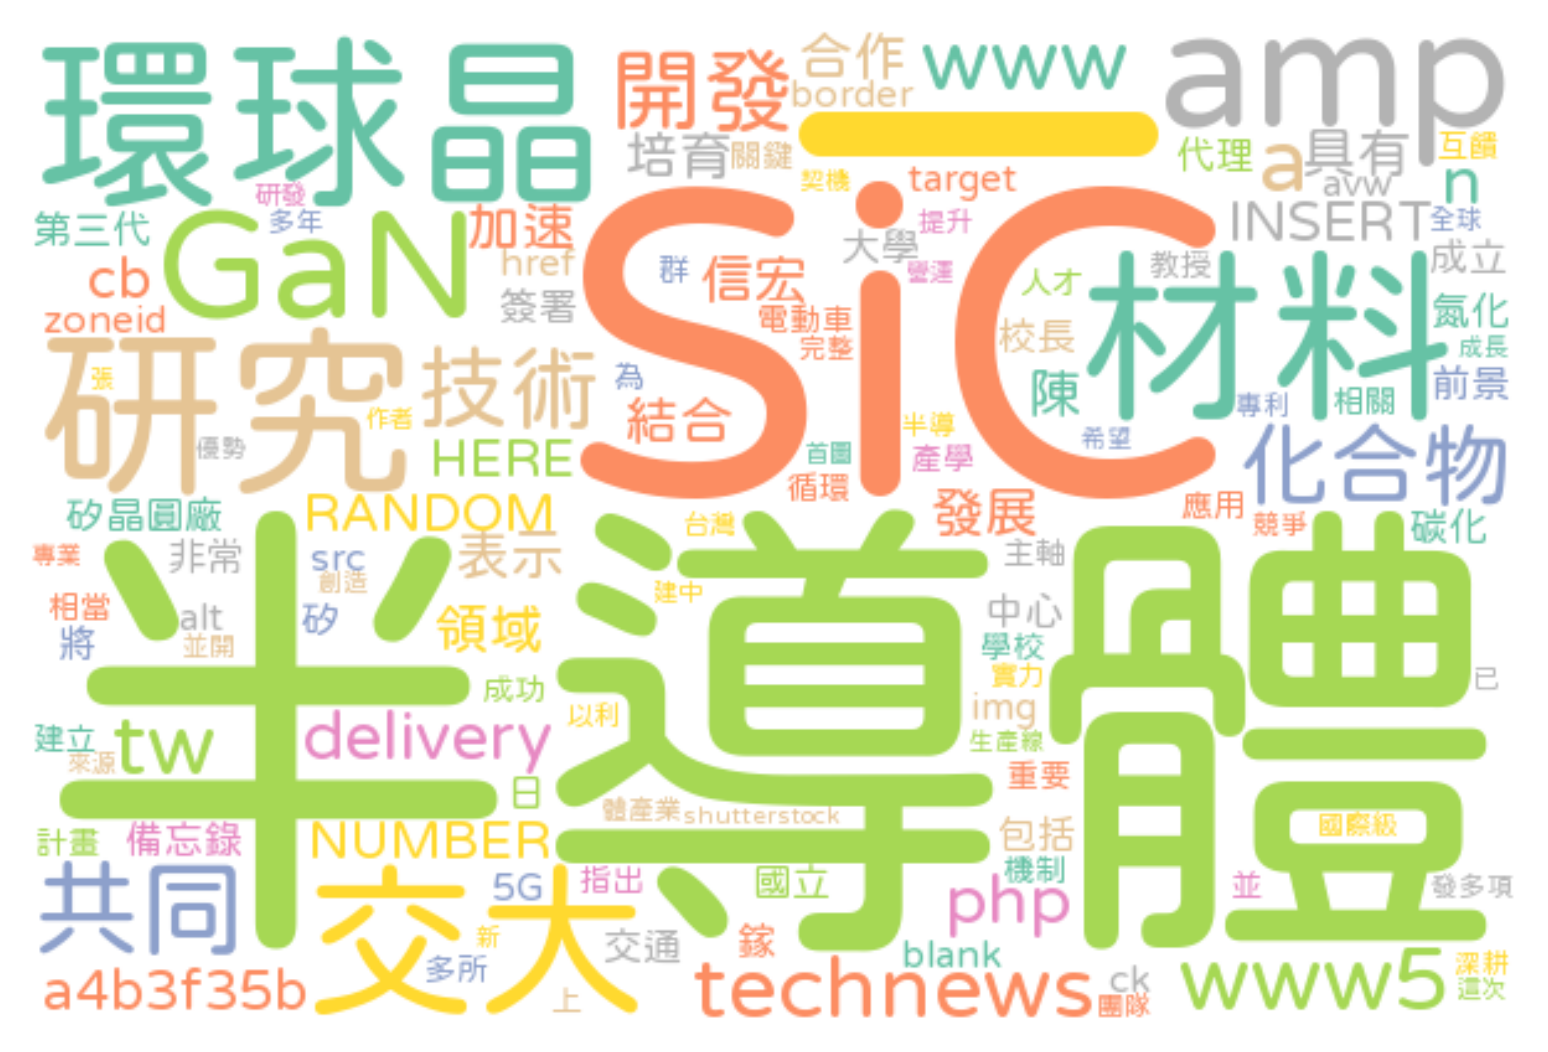 環球晶
開發
合作
www
amp
border
培育
關鍵
代理
a
具有
互饋
研發
契機
target
avw
n
第三代
多年
GaN
加速
SiC
提升
大學
INSERT
全球
cb
href
群
信宏
營運
人才
材料
教授
成立
zoneid
簽署
電動車
完整
校長
氮化
成長
研究
張
技術
為
陳
前景
作者
結合
半導
專利
相關
優勢
HERE
首圖
產學
希望
化合物
矽晶圓廠
RANDOM
循環
發展
應用
競爭
碳化
專業
非常
src
表示
台灣
主軸
創造
半導體
建中
相當
alt
矽
領域
中心
將
並開
學校
成功
實力
已
建立
tw
delivery
以利
img
來源
生產線
日
重要
體產業
shutterstock
計畫
備忘錄
NUMBER
包括
國際級
共同
交大
5G
指出
國立
機制
php
並
發多項
新
多所
交通
鎵
blank
a4b3f35b
上
technews
ck
團隊
www5
深耕
這次